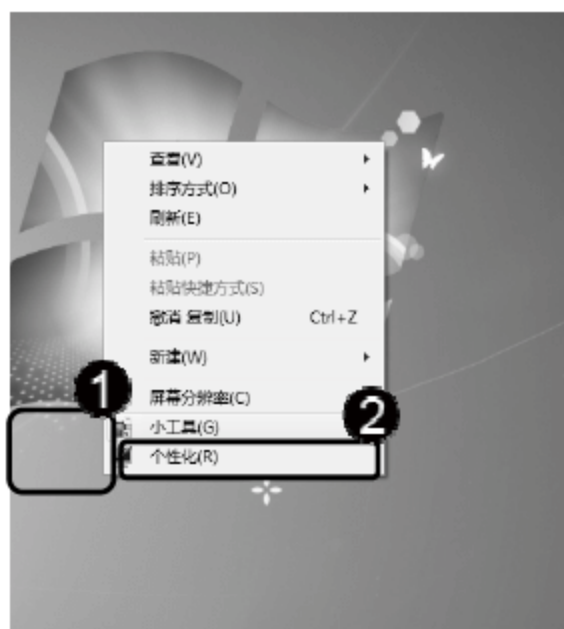 查看(V)
排序方式(O)
刷新(E)
粘贴(P)
粘贴快捷方式(S)
撤消 复制(U) Ctrl+Z
新建(W)
1
屏幕分辨率(C)
2
小工具(G)
个性化(R)